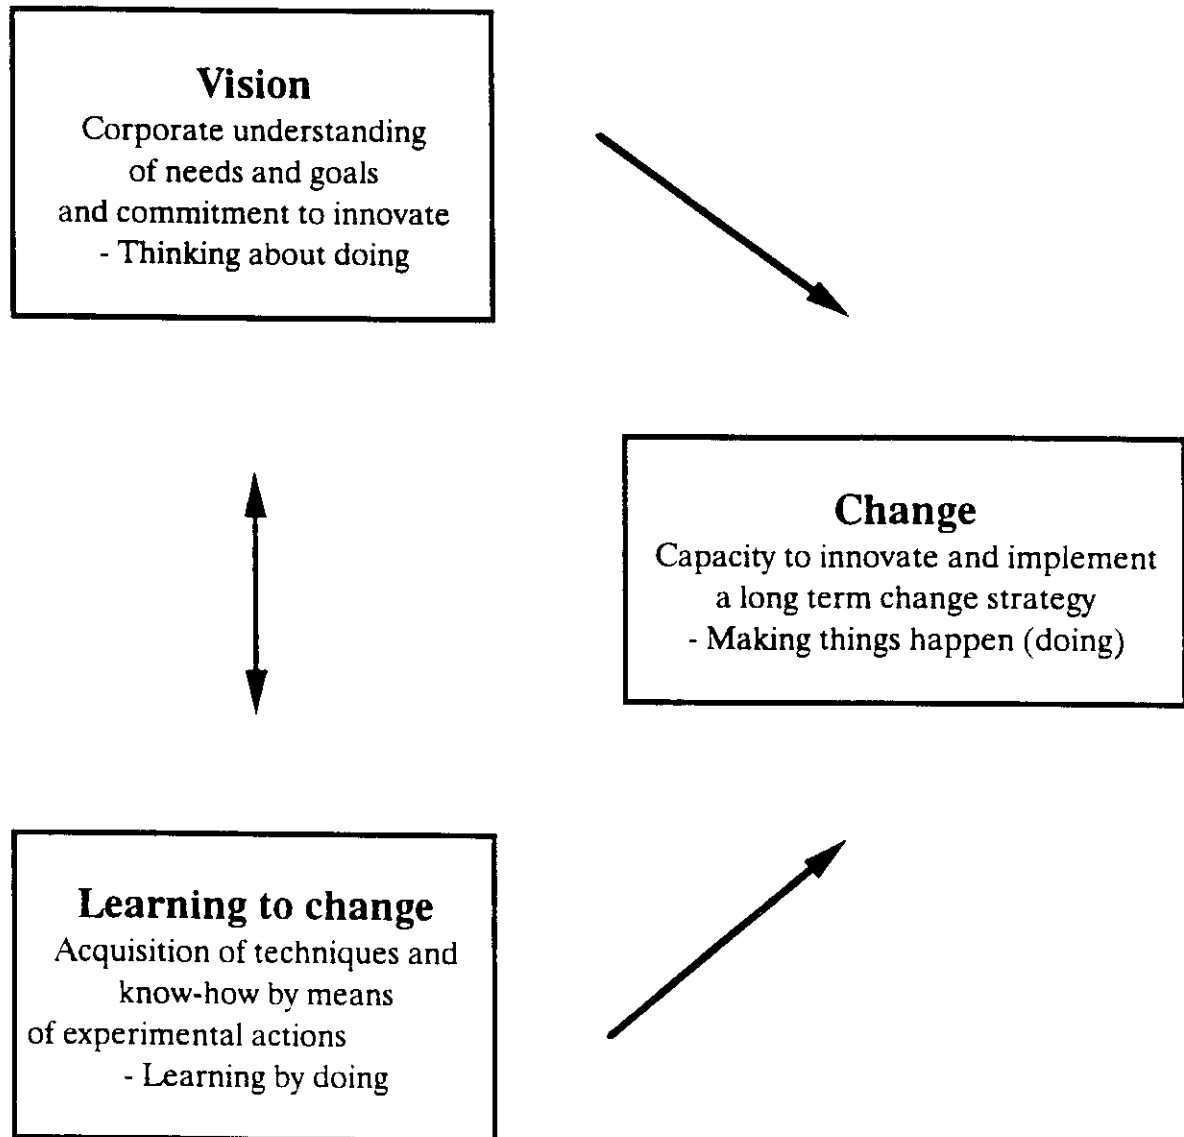 Vision
Corporate understanding
of needs and goals
and commitment to innovate
- Thinking about doing
Change
Capacity to innovate and implement
a long term change strategy
- Making things happen (doing)
Learning to change
Acquisition of techniques and
know-how by means
of experimental actions
- Learning by doing